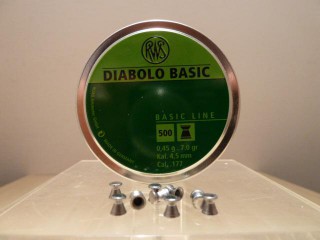 RWS
DIABOLO BASIC
BASIC LINE
500
0,45 g 7.0 gr
Kal. 4,5 mm
Cal. .177